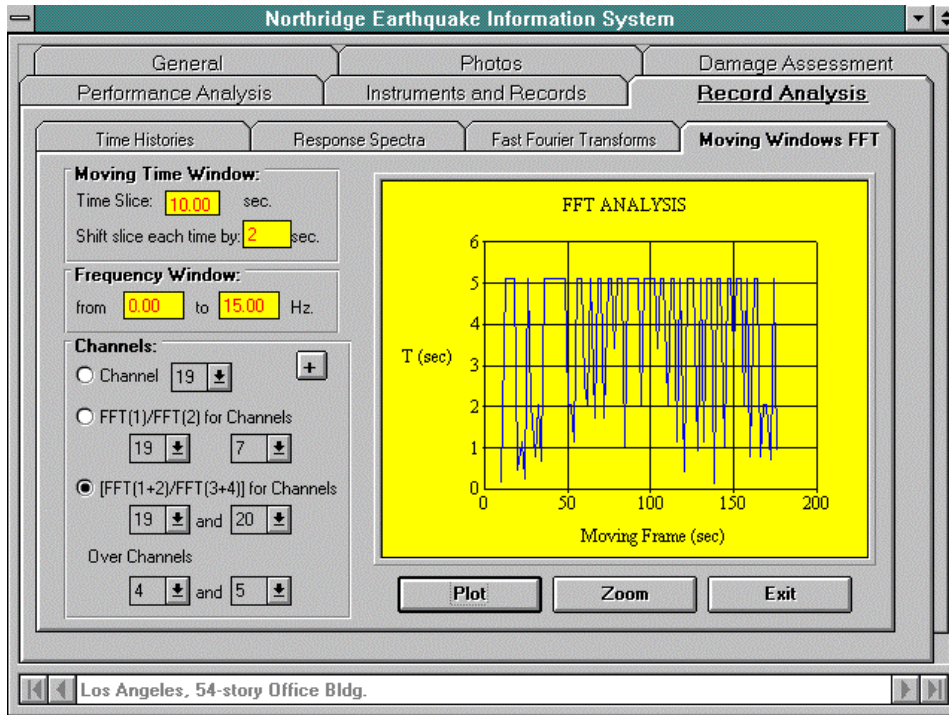 Northridge Earthquake Information System
General
Photos
Damage Assessment
Performance Analysis
Instruments and Records
Record Analysis
Time Histories
Response Spectra
Fast Fourier Transforms
Moving Windows FFT
Moving Time Window:
Time Slice: 10.00 sec.
Shift slice each time by: 2 sec.
Frequency Window:
from 0.00 to 15.00 Hz.
Channels:
+
Channel 19
FFT(1)/FFT(2) for Channels
19 7
[FFT(1+2)/FFT(3+4)] for Channels
19 and 20
Over Channels
4 and 5
FFT ANALYSIS
6
5
4
T (sec)
3
2
1
0
0 50 100 150 200
Moving Frame (sec)
Plot
Zoom
Exit
Los Angeles, 54-story Office Bldg.